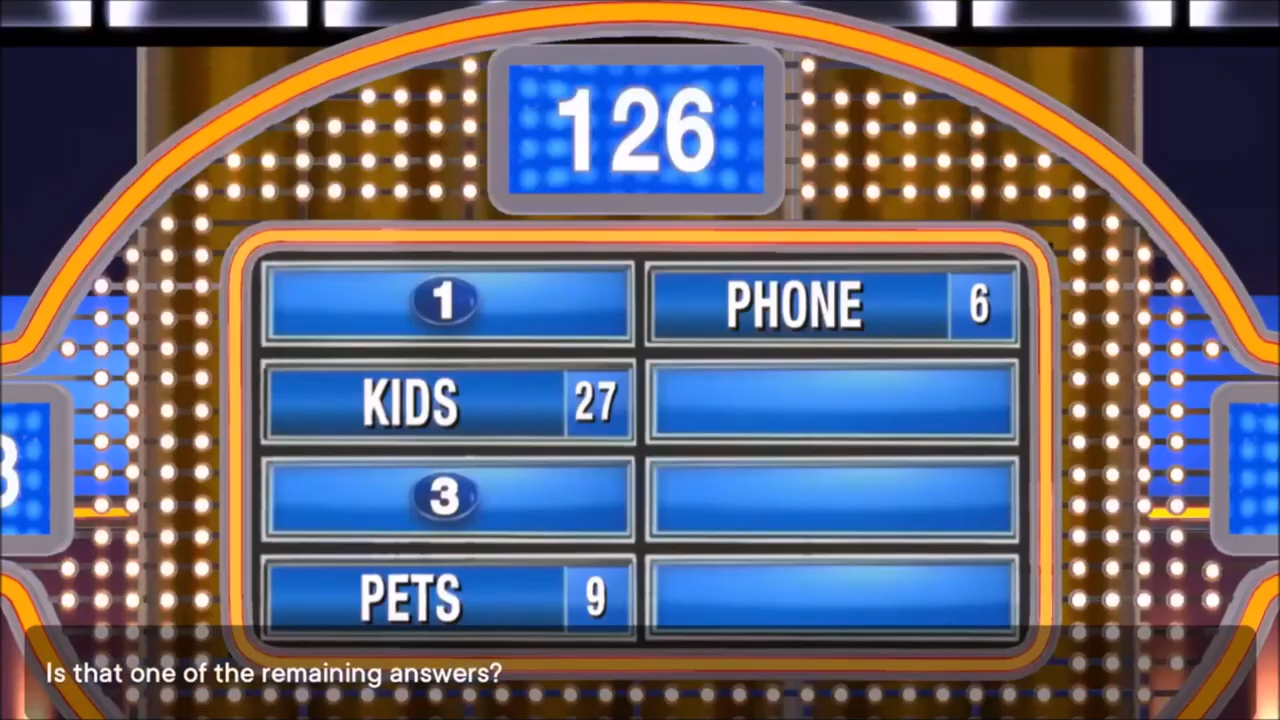 126
1
PHONE 6
KIDS 27
3
PETS 9
Is that one of the remaining answers?